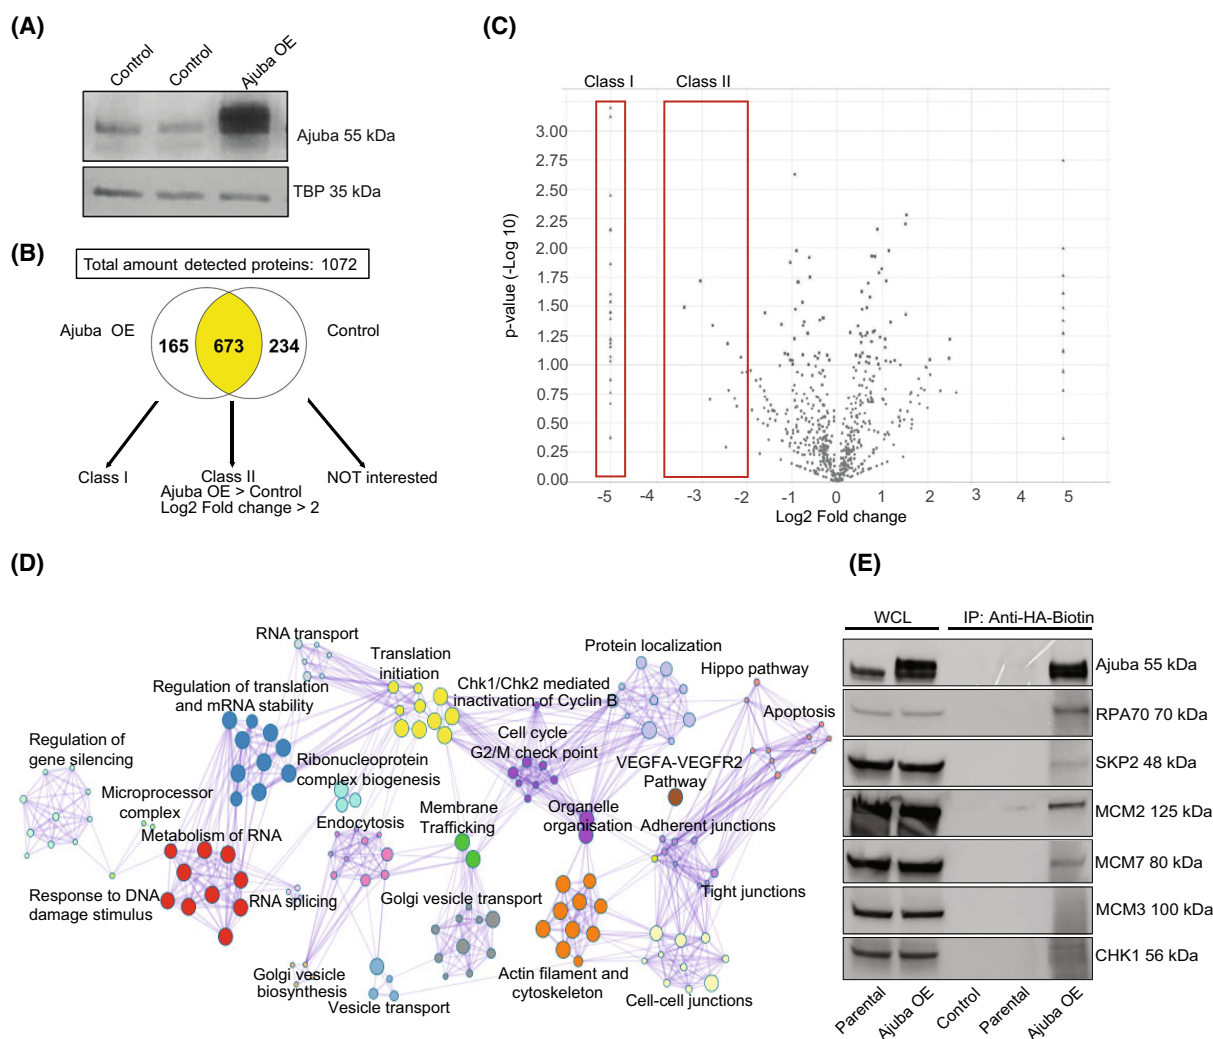 (A)
Control
Control
Ajuba OE
Ajuba 55 kDa
TBP 35 kDa
(B)
Total amount detected proteins: 1072
Ajuba OE
Control
165
673
234
Class I
Class II
Ajuba OE > Control
Log2 Fold change > 2
NOT interested
(C)
Class I
Class II
p-value (-Log 10)
3.00
2.75
2.50
2.25
2.00
1.75
1.50
1.25
1.00
0.75
0.50
0.25
0.00
-5
-4
-3
-2
-1
0
1
2
3
4
5
Log2 Fold change
(D)
RNA transport
Translation
initiation
Regulation of translation
and mRNA stability
Chk1/Chk2 mediated
inactivation of Cyclin B
Protein localization
Hippo pathway
Apoptosis
Cell cycle
G2/M check point
Regulation of
gene silencing
Ribonucleoprotein
complex biogenesis
VEGFA-VEGFR2
Pathway
Microprocessor
complex
Metabolism of RNA
Endocytosis
Membrane
Trafficking
Organelle
organisation
Adherent junctions
Response to DNA
damage stimulus
RNA splicing
Golgi vesicle transport
Tight junctions
Golgi vesicle
biosynthesis
Vesicle transport
Actin filament and
cytoskeleton
Cell-cell junctions
(E)
WCL
IP: Anti-HA-Biotin
Ajuba 55 kDa
RPA70 70 kDa
SKP2 48 kDa
MCM2 125 kDa
MCM7 80 kDa
MCM3 100 kDa
CHK1 56 kDa
Parental
Ajuba OE
Control
Parental
Ajuba OE